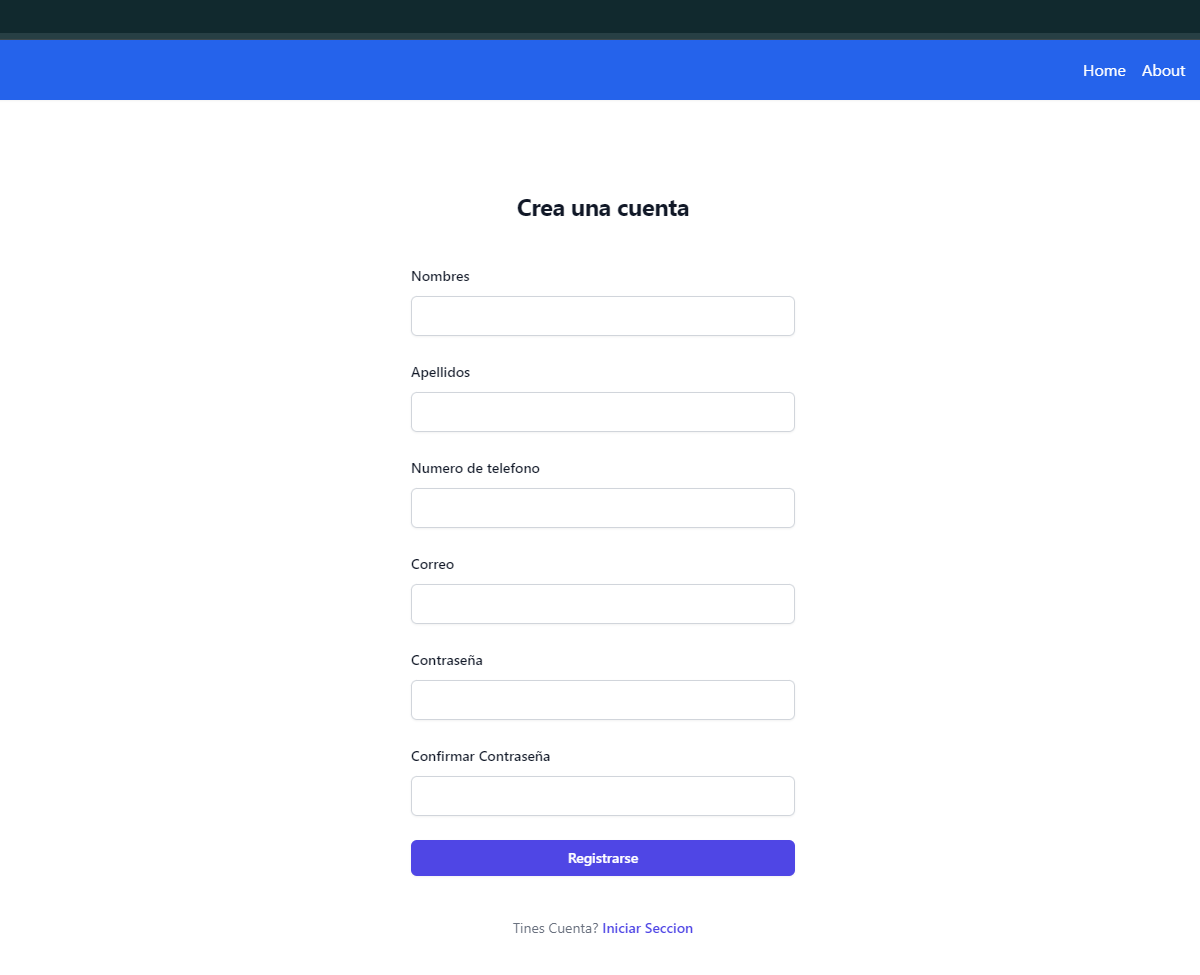 Home About
Crea una cuenta
Nombres
Apellidos
Numero de telefono
Correo
Contraseña
Confirmar Contraseña
Registrarse
Tines Cuenta? Iniciar Seccion